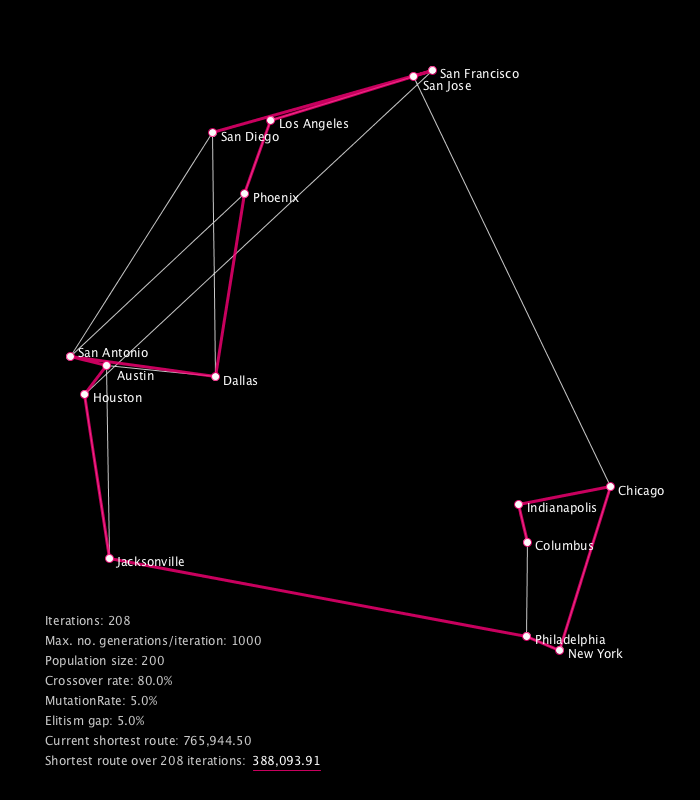 San Francisco
San Jose
Los Angeles
San Diego
Phoenix
San Antonio
Austin
Dallas
Houston
Chicago
Indianapolis
Columbus
Jacksonville
Philadelphia
New York
Iterations: 208
Max. no. generations/iteration: 1000
Population size: 200
Crossover rate: 80.0%
MutationRate: 5.0%
Elitism gap: 5.0%
Current shortest route: 765,944.50
Shortest route over 208 iterations: 388,093.91